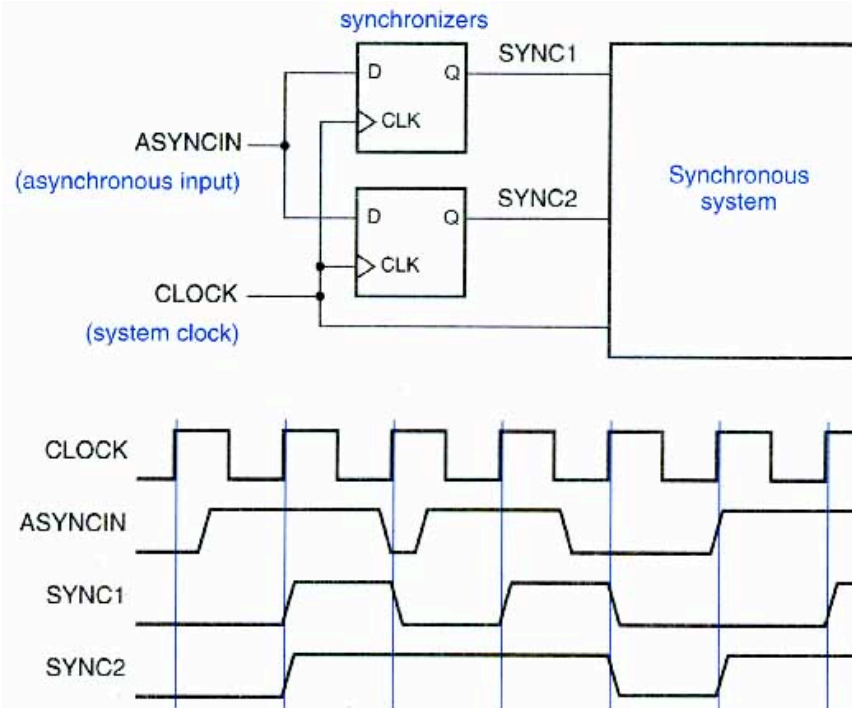 synchronizers
SYNC1
D
Q
CLK
ASYNCIN
(asynchronous input)
Synchronous
system
SYNC2
D
Q
CLK
CLOCK
(system clock)
CLOCK
ASYNCIN
SYNC1
SYNC2